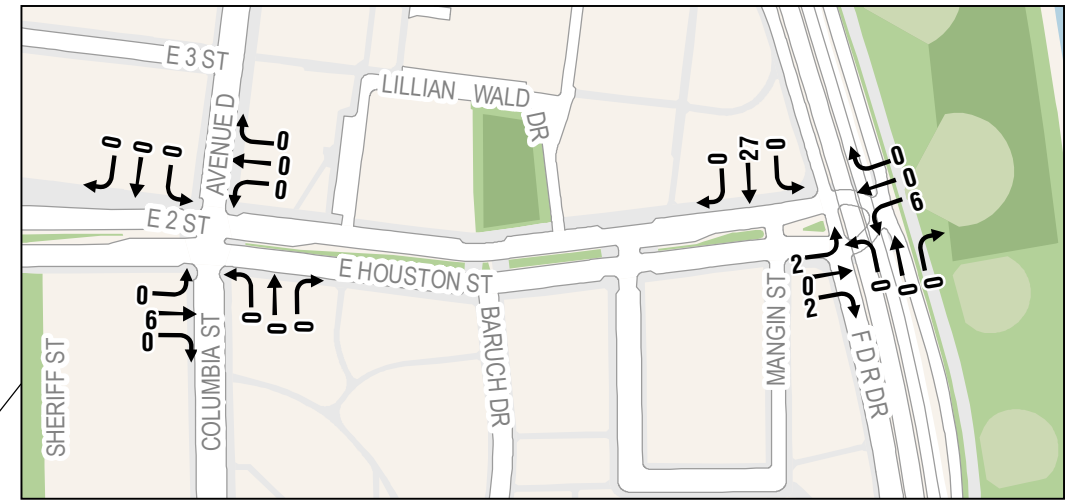 E 3 ST
AVENUE D
LILLIAN WALD DR
0 0 0
0
0
0
0 27 0
0
0
6
E 2 ST
E HOUSTON ST
0
6
0
0 0 0
2
0
2
0 0 0
SHERIFF ST
COLUMBIA ST
BARUCH DR
MANGIN ST
F D R DR